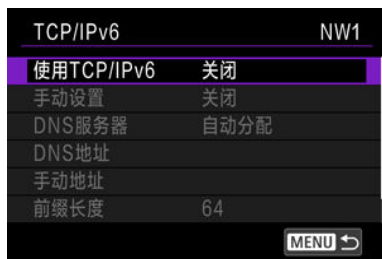 TCP/IPv6 NW1
使用TCP/IPv6 关闭
手动设置 关闭
DNS服务器 自动分配
DNS地址
手动地址
前缀长度 64
MENU